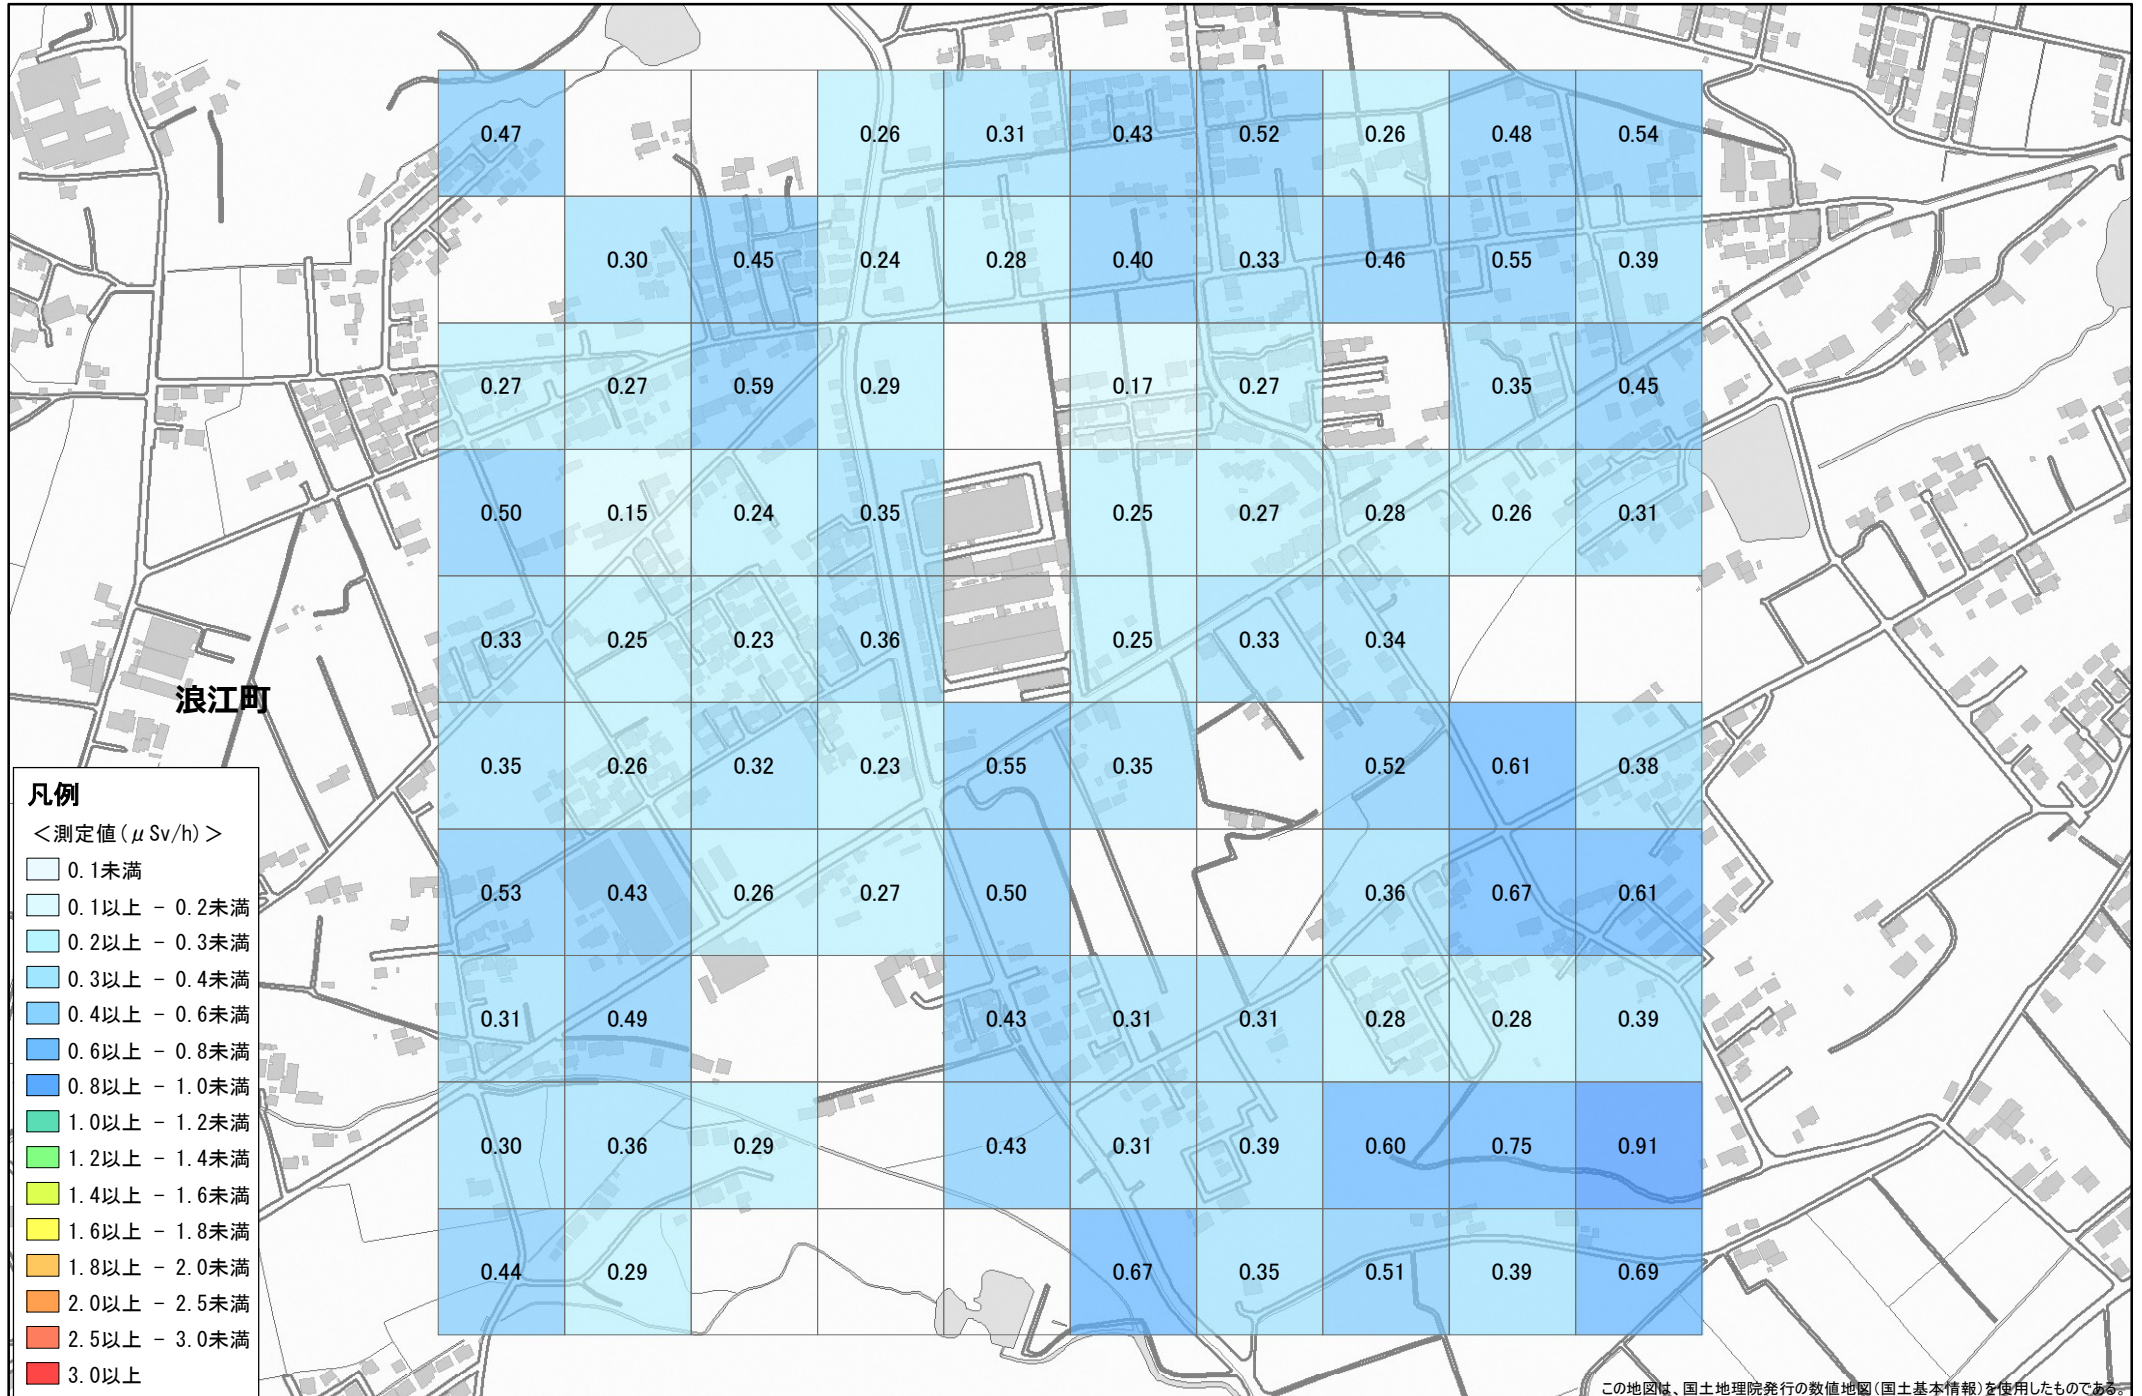 0.47 0.26 0.31 0.43 0.52 0.26 0.48 0.54
0.30 0.45 0.24 0.28 0.40 0.33 0.46 0.55 0.39
0.27 0.27 0.59 0.29 0.17 0.27 0.35 0.45
0.50 0.15 0.24 0.35 0.25 0.27 0.28 0.26 0.31
0.33 0.25 0.23 0.36 0.25 0.33 0.34
浪江町
0.35 0.26 0.32 0.23 0.55 0.35 0.52 0.61 0.38
0.53 0.43 0.26 0.27 0.50 0.36 0.67 0.61
0.31 0.49 0.43 0.31 0.31 0.28 0.28 0.39
0.30 0.36 0.29 0.43 0.31 0.39 0.60 0.75 0.91
0.44 0.29 0.67 0.35 0.51 0.39 0.69
凡例
＜測定値(μSv/h)＞
0.1未満
0.1以上 － 0.2未満
0.2以上 － 0.3未満
0.3以上 － 0.4未満
0.4以上 － 0.6未満
0.6以上 － 0.8未満
0.8以上 － 1.0未満
1.0以上 － 1.2未満
1.2以上 － 1.4未満
1.4以上 － 1.6未満
1.6以上 － 1.8未満
1.8以上 － 2.0未満
2.0以上 － 2.5未満
2.5以上 － 3.0未満
3.0以上
この地図は、国土地理院発行の数値地図(国土基本情報)を使用したものである。